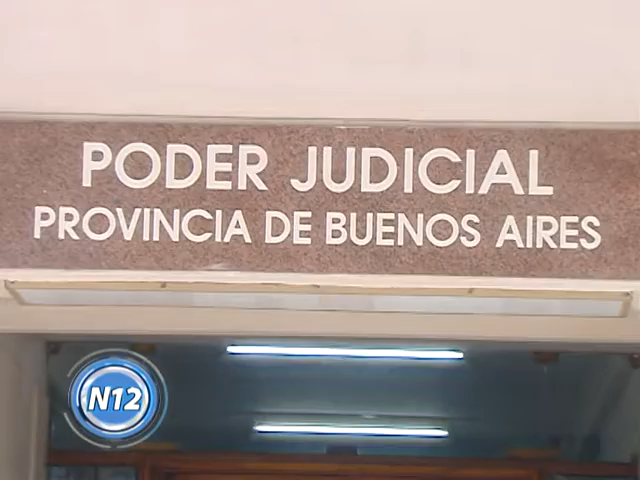 PODER JUDICIAL
PROVINCIA DE BUENOS AIRES
N12